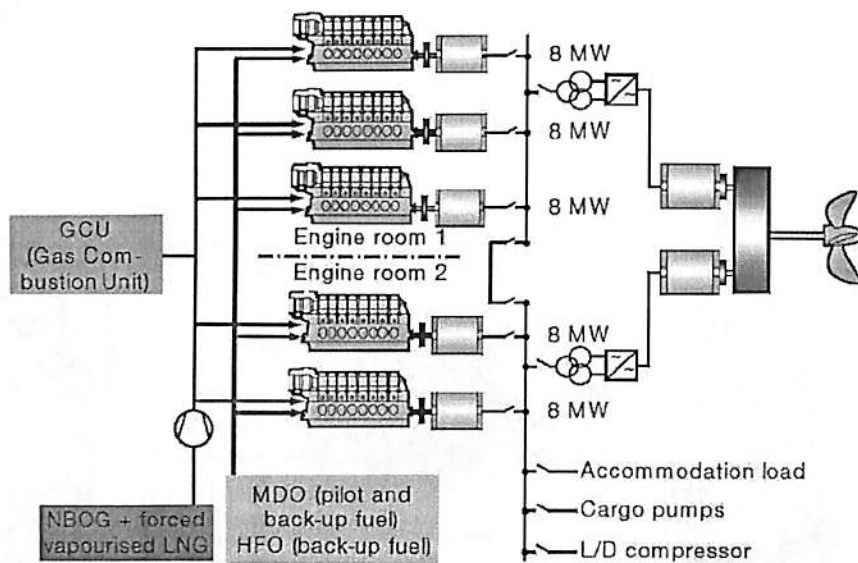 8 MW
8 MW
8 MW
GCU
(Gas Com-
bustion Unit)
Engine room 1
Engine room 2
8 MW
8 MW
NBOG + forced
vapourised LNG
MDO (pilot and
back-up fuel)
HFO (back-up fuel)
Accommodation load
Cargo pumps
L/D compressor